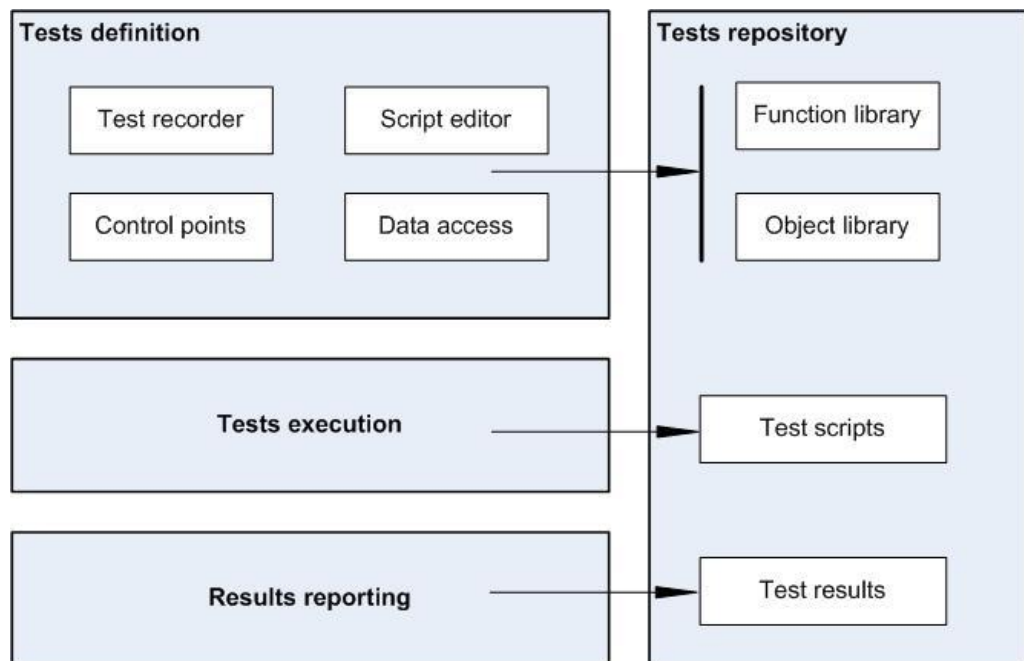 Tests definition
Test recorder
Script editor
Control points
Data access
Tests execution
Results reporting
Tests repository
Function library
Object library
Test scripts
Test results